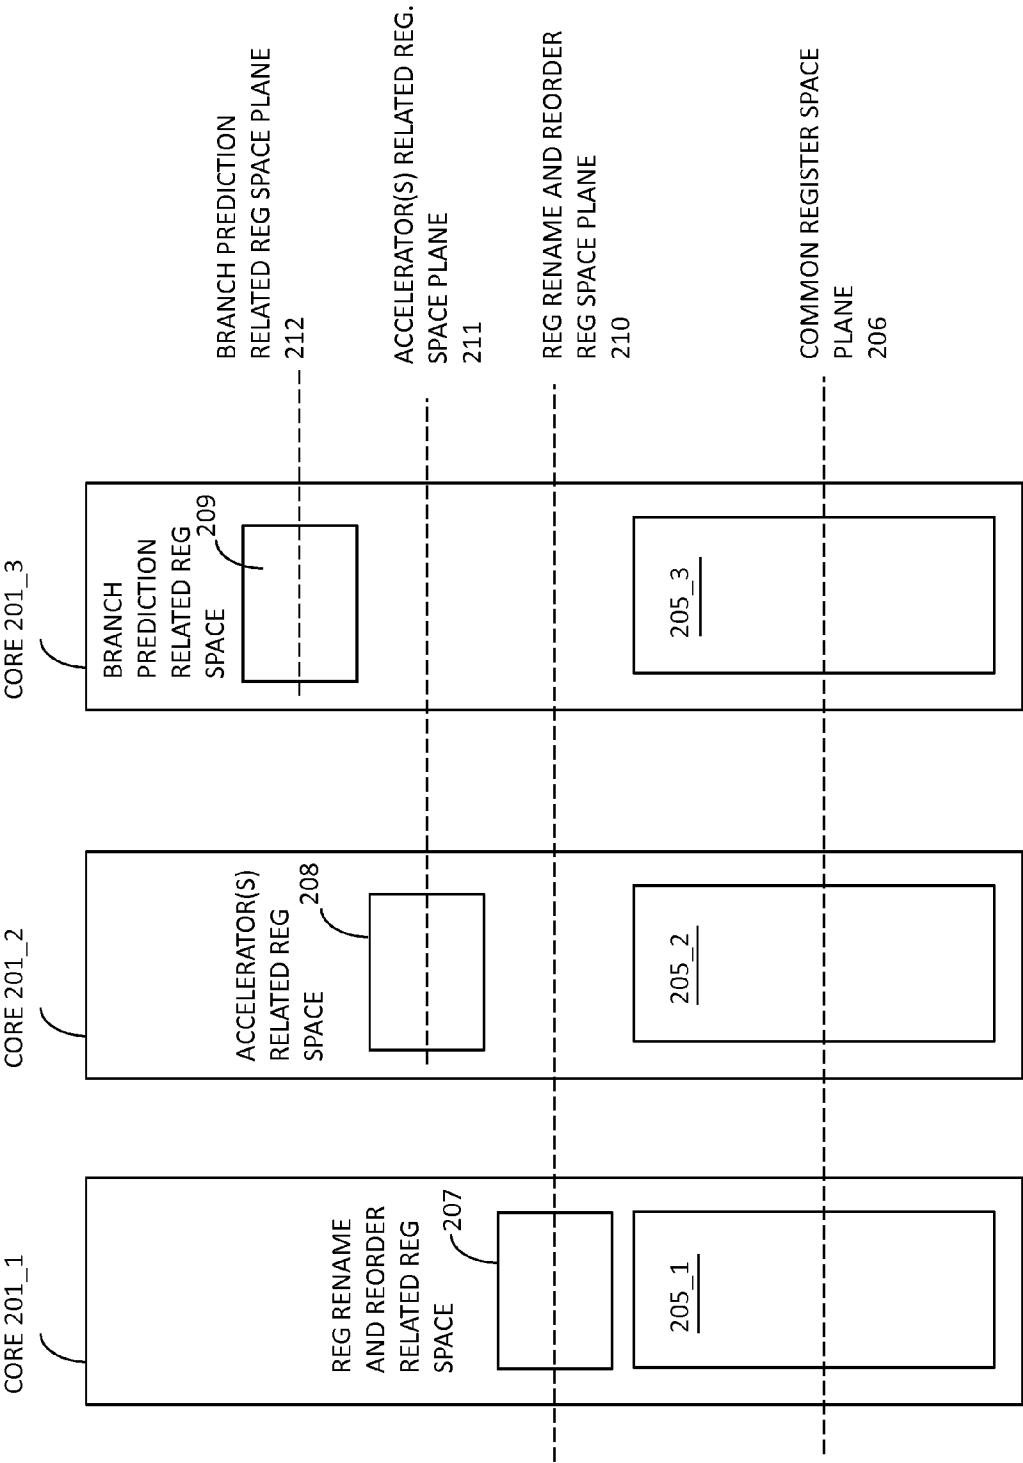 CORE 201_1
REG RENAME
AND REORDER
RELATED REG
SPACE
207
205_1
CORE 201_2
ACCELERATOR(S)
RELATED REG
SPACE
208
205_2
CORE 201_3
BRANCH
PREDICTION
RELATED REG
SPACE
209
205_3
BRANCH PREDICTION
RELATED REG SPACE PLANE
212
ACCELERATOR(S) RELATED REG.
SPACE PLANE
211
REG RENAME AND REORDER
REG SPACE PLANE
210
COMMON REGISTER SPACE
PLANE
206